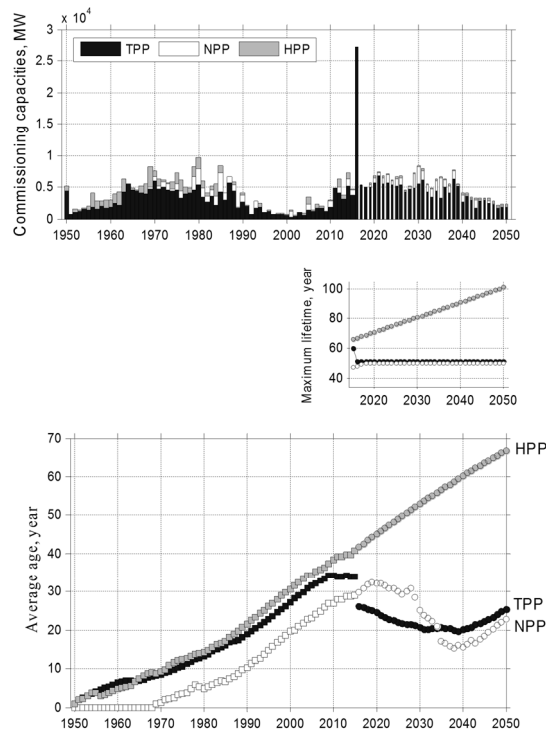 3 x 10⁴
TPP NPP HPP
Commissioning capacities, MW
2.5
2
1.5
1
0.5
0
1950 1960 1970 1980 1990 2000 2010 2020 2030 2040 2050
Maximum lifetime, year
100
80
60
40
2020 2030 2040 2050
70
60
50
40
30
20
10
0
Average age, year
HPP
TPP
NPP
1950 1960 1970 1980 1990 2000 2010 2020 2030 2040 2050